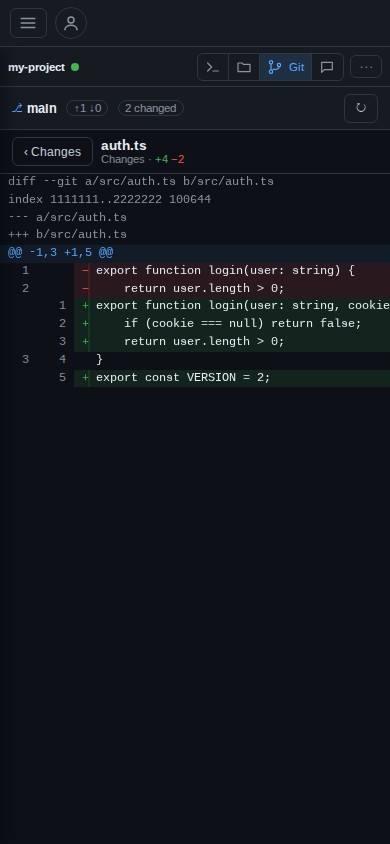 my-project
Git
main ↑1 ↓0 2 changed
‹ Changes
auth.ts
Changes · +4 −2
diff --git a/src/auth.ts b/src/auth.ts
index 1111111..2222222 100644
--- a/src/auth.ts
+++ b/src/auth.ts
@@ -1,3 +1,5 @@
1 − export function login(user: string) {
2 − return user.length > 0;
1 + export function login(user: string, cookie
2 + if (cookie === null) return false;
3 + return user.length > 0;
3 4 }
5 + export const VERSION = 2;